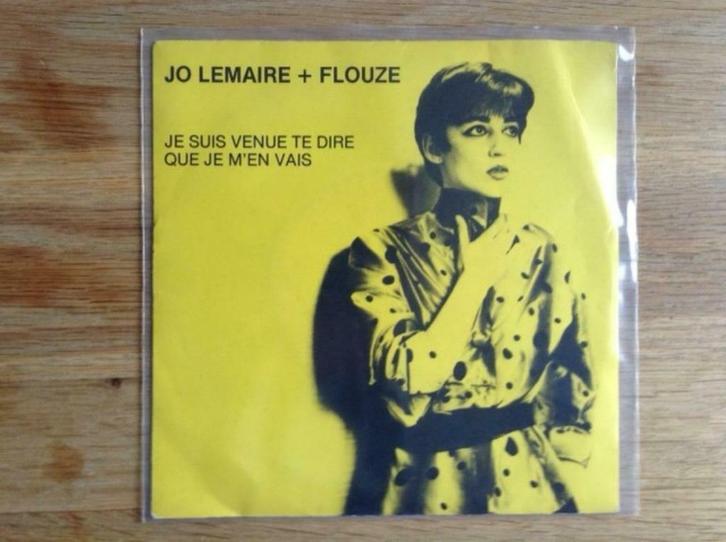 JO LEMAIRE + FLOUZE
JE SUIS VENUE TE DIRE
QUE JE M'EN VAIS